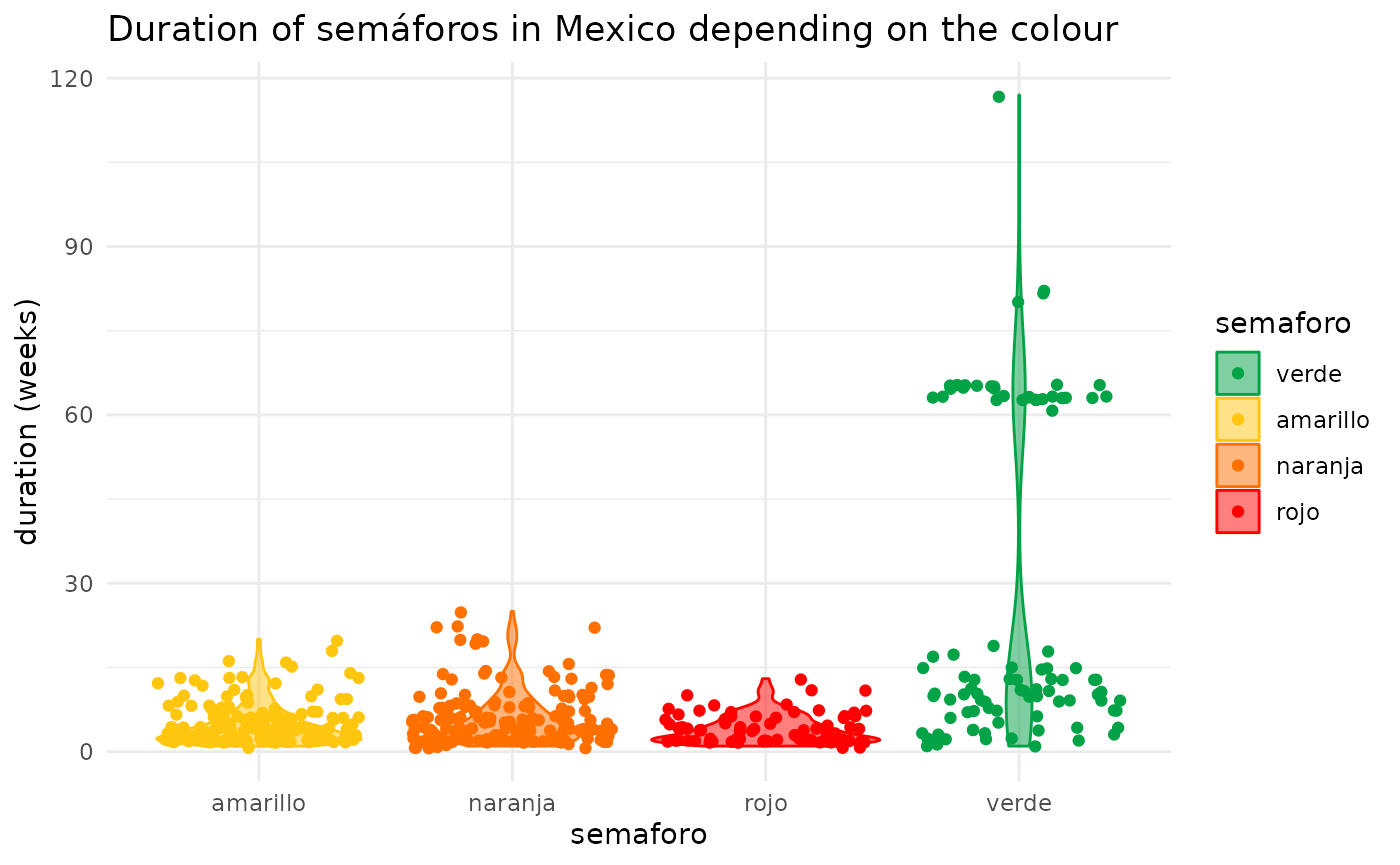 Duration of semáforos in Mexico depending on the colour
duration (weeks)
120
90
60
30
0
amarillo
naranja
rojo
verde
semaforo
semaforo
verde
amarillo
naranja
rojo